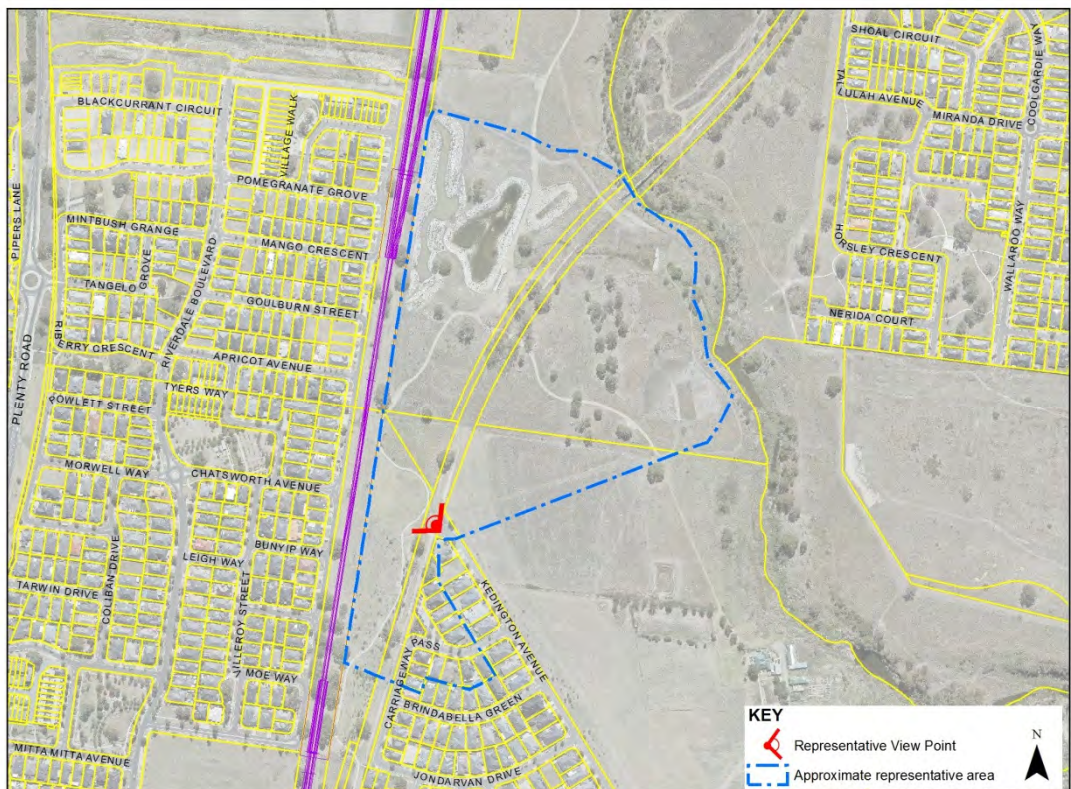 SHOAL CIRCUIT
COOLGARDIE WAY
TALLULAH AVENUE
MIRANDA DRIVE
BLACKCURRANT CIRCUIT
VILLAGE WALK
PIPERS LANE
POMEGRANATE GROVE
MINTBUSH GRANGE
MANGO CRESCENT
HORSLEY CRESCENT
WALLAROO WAY
TANGELO
GROVE
RIVERDALE BOULEVARD
GOULBURN STREET
NERIDA COURT
PLENTY ROAD
RIBERRY CRESCENT
APRICOT AVENUE
TYERS WAY
POWLETT STREET
MORWELL WAY
CHATSWORTH AVENUE
BUNYIP WAY
LEIGH WAY
TARWIN DRIVE
COLIBAN DRIVE
VILLEROY STREET
KEDINGTON AVENUE
CARRIAGEWAY PASS
MOE WAY
BRINDABELLA GREEN
MITTA MITTA AVENUE
JONDARVAN DRIVE
KEY
Representative View Point
Approximate representative area
N